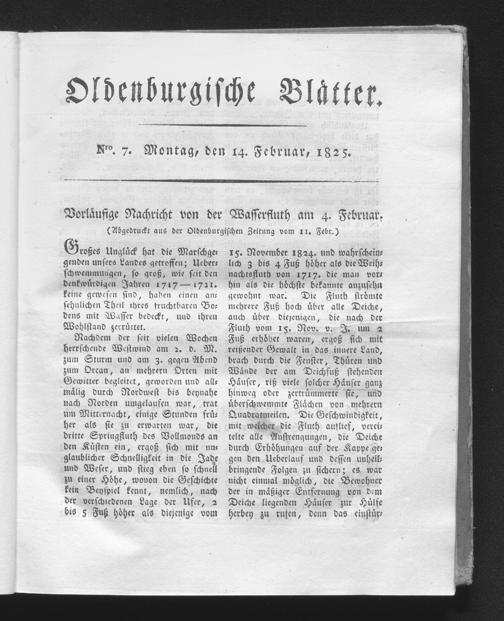 Oldenburgische Blätter.
Nro. 7. Montag, den 14. Februar, 1825.
Vorläufige Nachricht von der Wasserfluth am 4. Februar.
(Abgedruckt aus der Oldenburgischen Zeitung vom 11. Febr.)
Großes Unglück hat die Marschge-
genden unsers Landes getroffen; Ueber-
schwemmungen, so groß, wie seit den
denkwürdigen Jahren 1717—1721.
keine gewesen sind, haben einen an-
sehnlichen Theil ihres fruchtbaren Bo-
dens mit Wasser bedeckt, und ihren
Wohlstand zerrüttet.
Nachdem der seit vielen Wochen
herrschende Westwind am 2. d. M.
zum Sturm und am 3. gegen Abend
zum Orcan, an mehrern Orten mit
Gewitter begleitet, geworden und all-
mälig durch Nordwest bis beynahe
nach Norden umgelaufen war, trat
um Mitternacht, einige Stunden frü-
her als sie zu erwarten war, die
dritte Springfluth des Vollmonds an
den Küsten ein, ergoß sich mit un-
glaublicher Schnelligkeit in die Jade
und Weser, und stieg eben so schnell
zu einer Höhe, wovon die Geschichte
kein Beyspiel kennt, nemlich, nach
der verschiedenen Lage der Ufer, 2
bis 5 Fuß höher als diejenige vom
15. November 1824. und wahrschein-
lich 3 bis 4 Fuß höher als die Weih-
nachtsfluth von 1717. die man vor-
hin als die höchste bekannte anzusehn
gewohnt war. Die Fluth strömte
mehrere Fuß hoch über alle Deiche,
auch über diejenigen, die nach der
Fluth vom 15. Nov. v. J. um 2
Fuß erhöhet waren, ergoß sich mit
reißender Gewalt in das innere Land,
brach durch die Fenster, Thüren und
Wände der am Deichfuß stehenden
Häuser, riß viele solcher Häuser ganz
hinweg oder zertrümmerte sie, und
überschwemmte Flächen von mehrern
Quadratmeilen. Die Geschwindigkeit,
mit welcher die Fluth auflief, verei-
telte alle Anstrengungen, die Deiche
durch Erhöhungen auf der Kappe ge-
gen den Ueberlauf und dessen unheil-
bringende Folgen zu sichern; es war
nicht einmal möglich, die Bewohner
der in mäßiger Entfernung von dem
Deiche liegenden Häuser zur Hülfe
herbey zu rufen, denn das einstür-